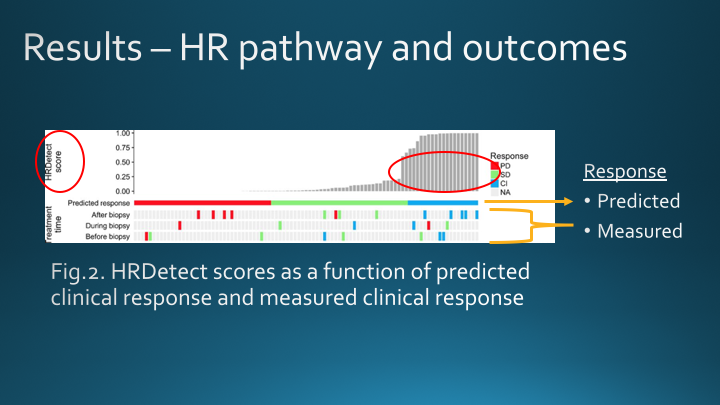 Results – HR pathway and outcomes
HRDetect
score
1.00
0.75
0.50
0.25
0.00
Response
PD
SD
CI
NA
Predicted response
Treatment
time
After biopsy
During biopsy
Before biopsy
Response
• Predicted
• Measured
Fig.2. HRDetect scores as a function of predicted
clinical response and measured clinical response